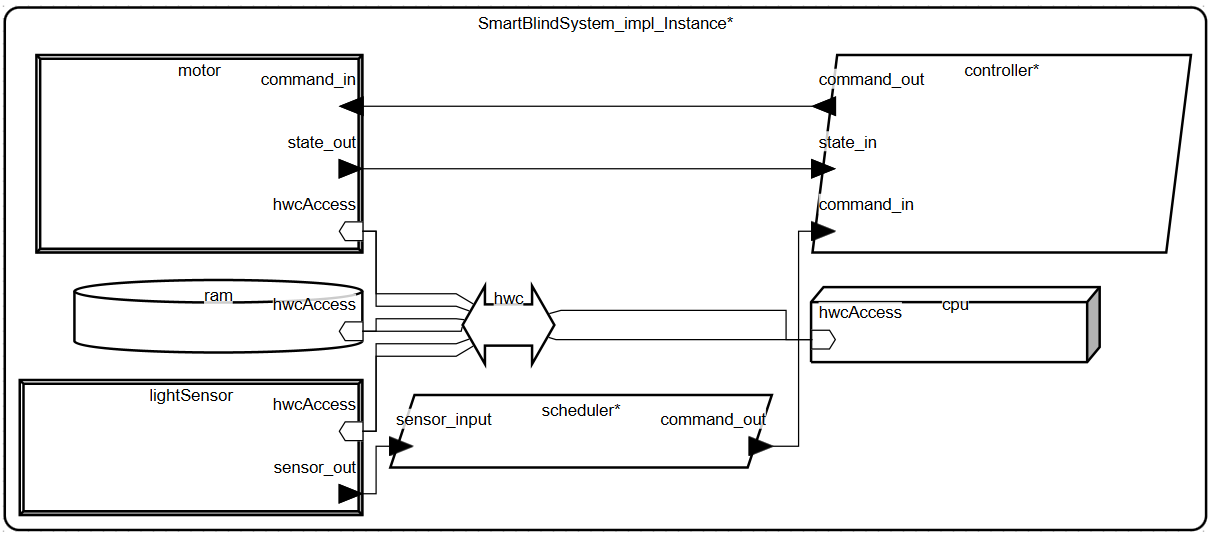 SmartBlindSystem_impl_Instance*
motor
command_in
state_out
hwcAccess
command_out
controller*
state_in
command_in
ram
hwcAccess
hwc
hwcAccess
cpu
lightSensor
hwcAccess
sensor_out
sensor_input
scheduler*
command_out